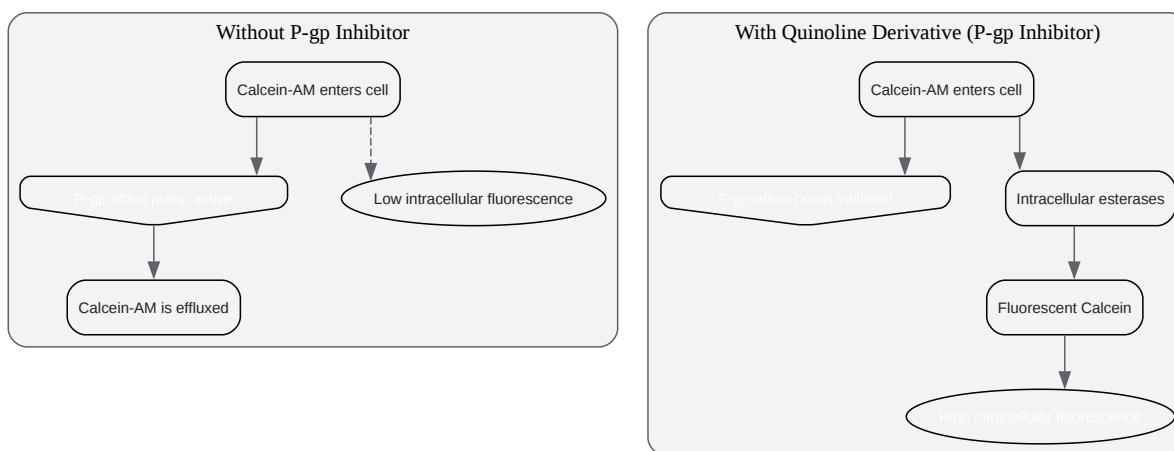 Without P-gp Inhibitor
Calcein-AM enters cell
P-gp efflux pump active
Low intracellular fluorescence
Calcein-AM is effluxed
With Quinoline Derivative (P-gp Inhibitor)
Calcein-AM enters cell
P-gp efflux pump inhibited
Intracellular esterases
Fluorescent Calcein
High intracellular fluorescence